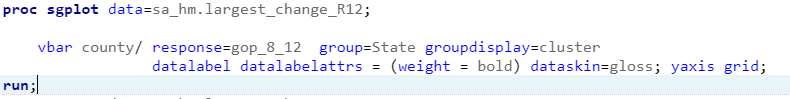 proc sgplot data=sa_hm.largest_change_R12;
vbar county/ response=gop_8_12  group=State groupdisplay=cluster
datalabel datalabelattrs = (weight = bold) dataskin=gloss; yaxis grid;
run;